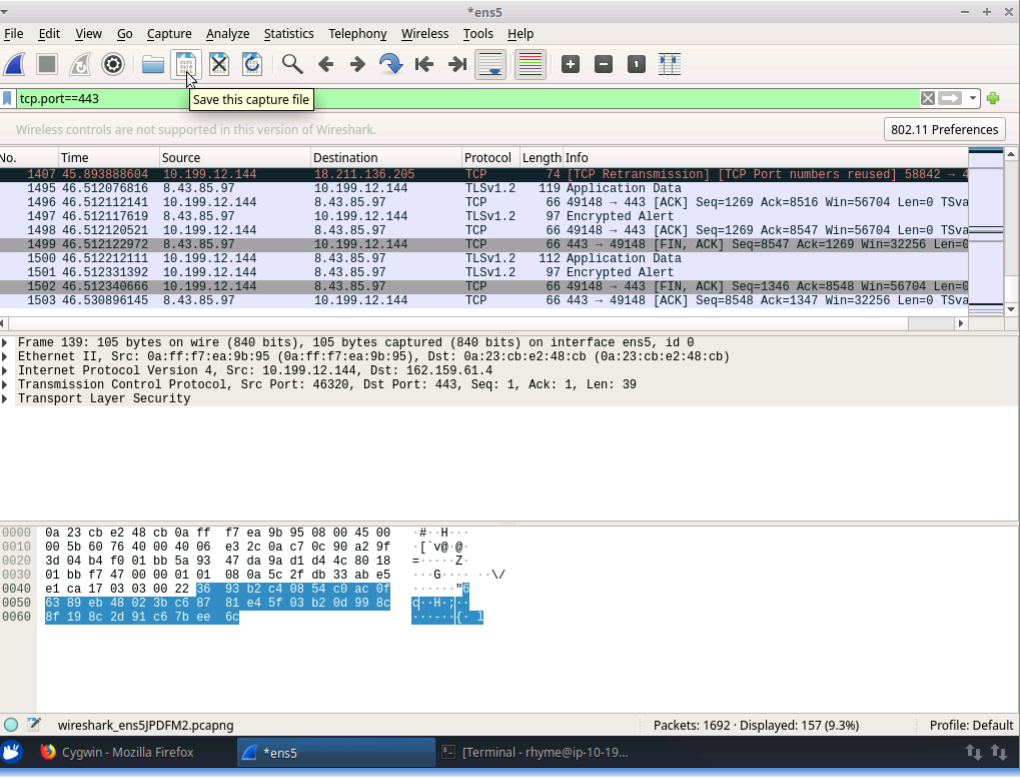 *ens5
File Edit View Go Capture Analyze Statistics Telephony Wireless Tools Help
tcp.port==443
Save this capture file
Wireless controls are not supported in this version of Wireshark.
802.11 Preferences
No. Time Source Destination Protocol Length Info
1407 45.893888604 10.199.12.144 18.211.136.205 TCP 74 [TCP Retransmission] [TCP Port numbers reused] 58842 → 4
1495 46.512076816 8.43.85.97 10.199.12.144 TLSv1.2 119 Application Data
1496 46.512112141 10.199.12.144 8.43.85.97 TCP 66 49148 → 443 [ACK] Seq=1269 Ack=8516 Win=56704 Len=0 TSva
1497 46.512117619 8.43.85.97 10.199.12.144 TLSv1.2 97 Encrypted Alert
1498 46.512120521 10.199.12.144 8.43.85.97 TCP 66 49148 → 443 [ACK] Seq=1269 Ack=8547 Win=56704 Len=0 TSva
1499 46.512122972 8.43.85.97 10.199.12.144 TCP 66 443 → 49148 [FIN, ACK] Seq=8547 Ack=1269 Win=32256 Len=0
1500 46.512212111 10.199.12.144 8.43.85.97 TLSv1.2 112 Application Data
1501 46.512331392 10.199.12.144 8.43.85.97 TLSv1.2 97 Encrypted Alert
1502 46.512340666 10.199.12.144 8.43.85.97 TCP 66 49148 → 443 [FIN, ACK] Seq=1346 Ack=8548 Win=56704 Len=0
1503 46.530896145 8.43.85.97 10.199.12.144 TCP 66 443 → 49148 [ACK] Seq=8548 Ack=1347 Win=32256 Len=0 TSva
Frame 139: 105 bytes on wire (840 bits), 105 bytes captured (840 bits) on interface ens5, id 0
Ethernet II, Src: 0a:ff:f7:ea:9b:95 (0a:ff:f7:ea:9b:95), Dst: 0a:23:cb:e2:48:cb (0a:23:cb:e2:48:cb)
Internet Protocol Version 4, Src: 10.199.12.144, Dst: 162.159.61.4
Transmission Control Protocol, Src Port: 46320, Dst Port: 443, Seq: 1, Ack: 1, Len: 39
Transport Layer Security
0000 0a 23 cb e2 48 cb 0a ff f7 ea 9b 95 08 00 45 00 ·#··H···
0010 00 5b 60 76 40 00 40 06 e3 2c 0a c7 0c 90 a2 9f ·[`v@·@·
0020 3d 04 b4 f0 01 bb 5a 93 47 da 9a d1 d4 4c 80 18 =·····Z·
0030 01 bb f7 47 00 00 01 01 08 0a 5c 2f db 33 ab e5 ···G···· ··\/
0040 e1 ca 17 03 03 00 22 36 93 b2 c4 08 54 c0 ac 0f ······"6
0050 63 89 eb 48 02 3b c6 87 81 e4 5f 03 b2 0d 99 8c c··H·;··
0060 8f 19 8c 2d 91 c6 7b ee 6c ···-··{· l
wireshark_ens5JPDFM2.pcapng
Packets: 1692 · Displayed: 157 (9.3%)
Profile: Default
Cygwin - Mozilla Firefox
*ens5
[Terminal - rhyme@ip-10-19...